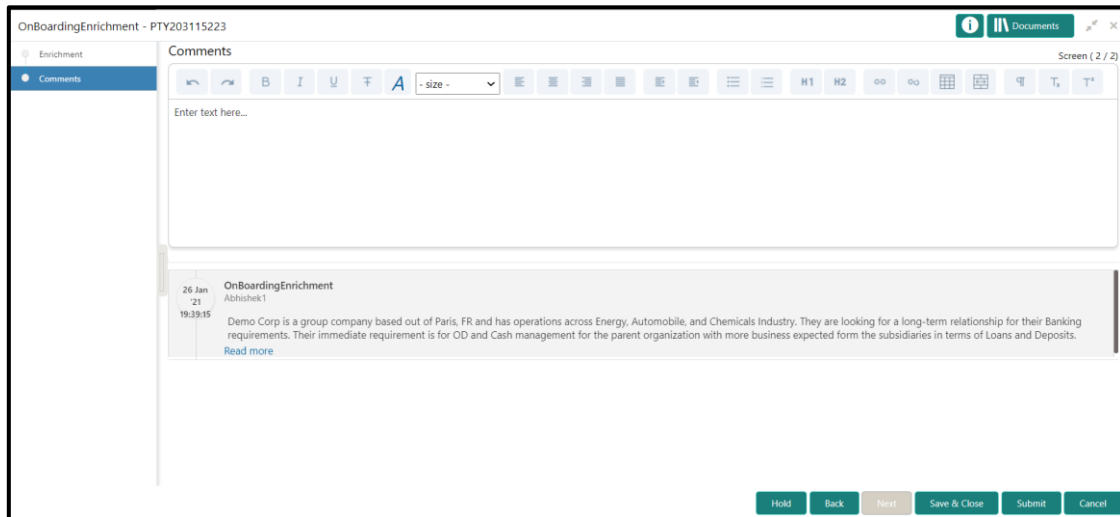 OnBoardingEnrichment - PTY203115223
Documents
Enrichment
Comments
Comments
Screen ( 2 / 2)
B I U T A - size - H1 H2 ¶ Tₛ Tˢ
Enter text here...
26 Jan
'21
19:39:15
OnBoardingEnrichment
Abhishek1
Demo Corp is a group company based out of Paris, FR and has operations across Energy, Automobile, and Chemicals Industry. They are looking for a long-term relationship for their Banking
requirements. Their immediate requirement is for OD and Cash management for the parent organization with more business expected form the subsidiaries in terms of Loans and Deposits.
Read more
Hold Back Next Save & Close Submit Cancel